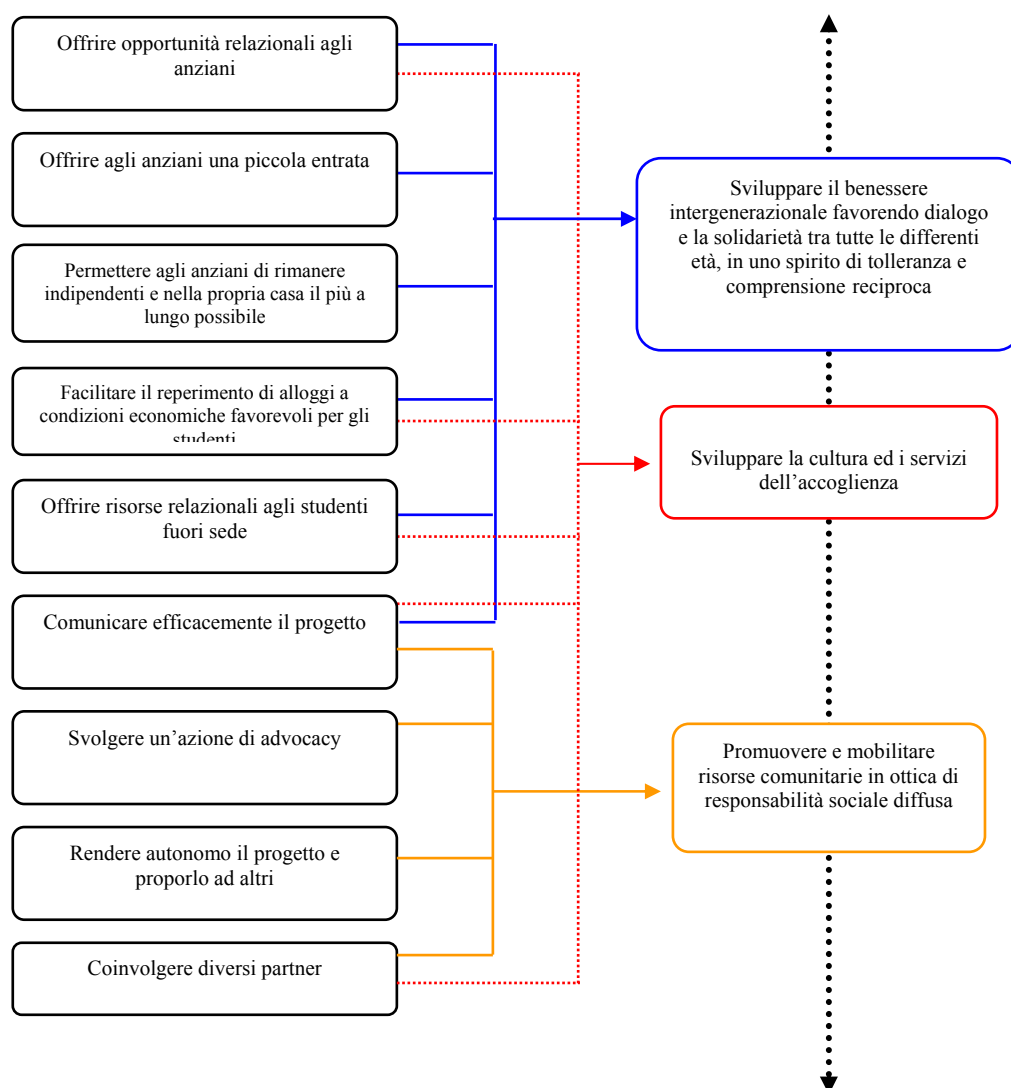 Offrire opportunità relazionali agli
anziani
Offrire agli anziani una piccola entrata
Permettere agli anziani di rimanere
indipendenti e nella propria casa il più a
lungo possibile
Facilitare il reperimento di alloggi a
condizioni economiche favorevoli per gli
studenti
Offrire risorse relazionali agli studenti
fuori sede
Comunicare efficacemente il progetto
Svolgere un’azione di advocacy
Rendere autonomo il progetto e
proporlo ad altri
Coinvolgere diversi partner
Sviluppare il benessere
intergenerazionale favorendo dialogo
e la solidarietà tra tutte le differenti
età, in uno spirito di tolleranza e
comprensione reciproca
Sviluppare la cultura ed i servizi
dell’accoglienza
Promuovere e mobilitare
risorse comunitarie in ottica di
responsabilità sociale diffusa